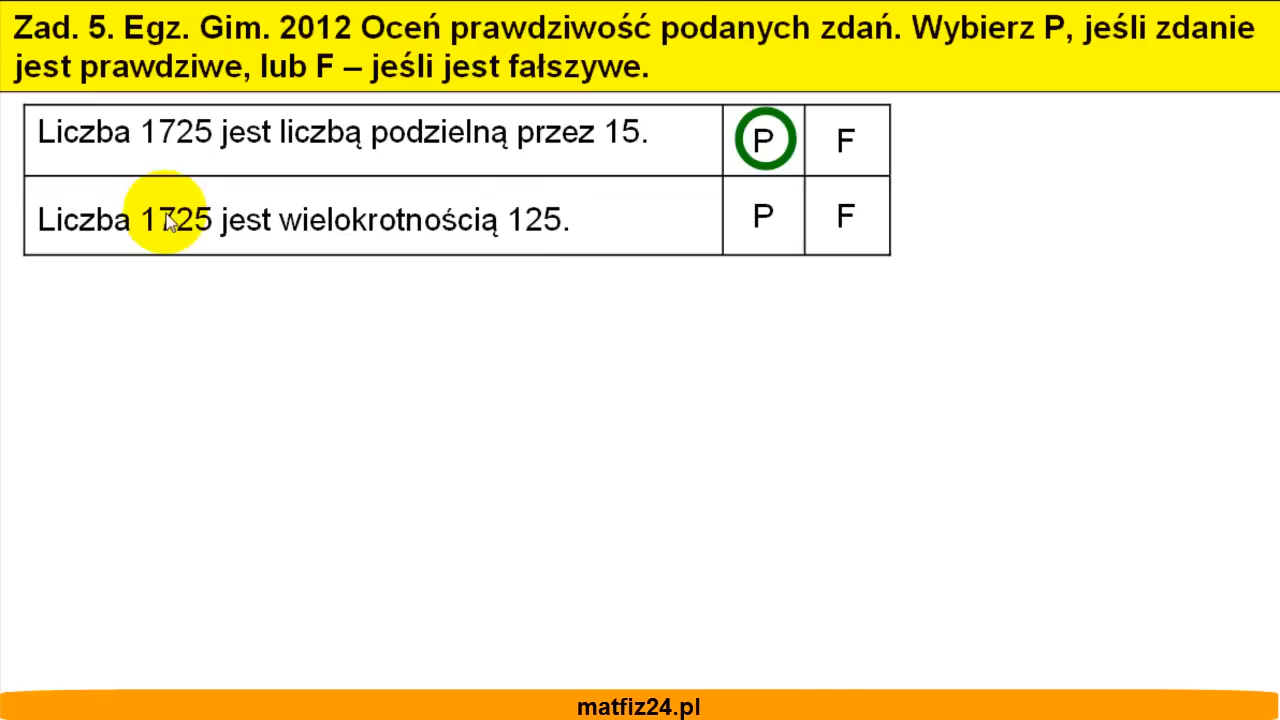 Zad. 5. Egz. Gim. 2012 Oceń prawdziwość podanych zdań. Wybierz P, jeśli zdanie
jest prawdziwe, lub F – jeśli jest fałszywe.
Liczba 1725 jest liczbą podzielną przez 15. P F
Liczba 1725 jest wielokrotnością 125. P F
matfiz24.pl